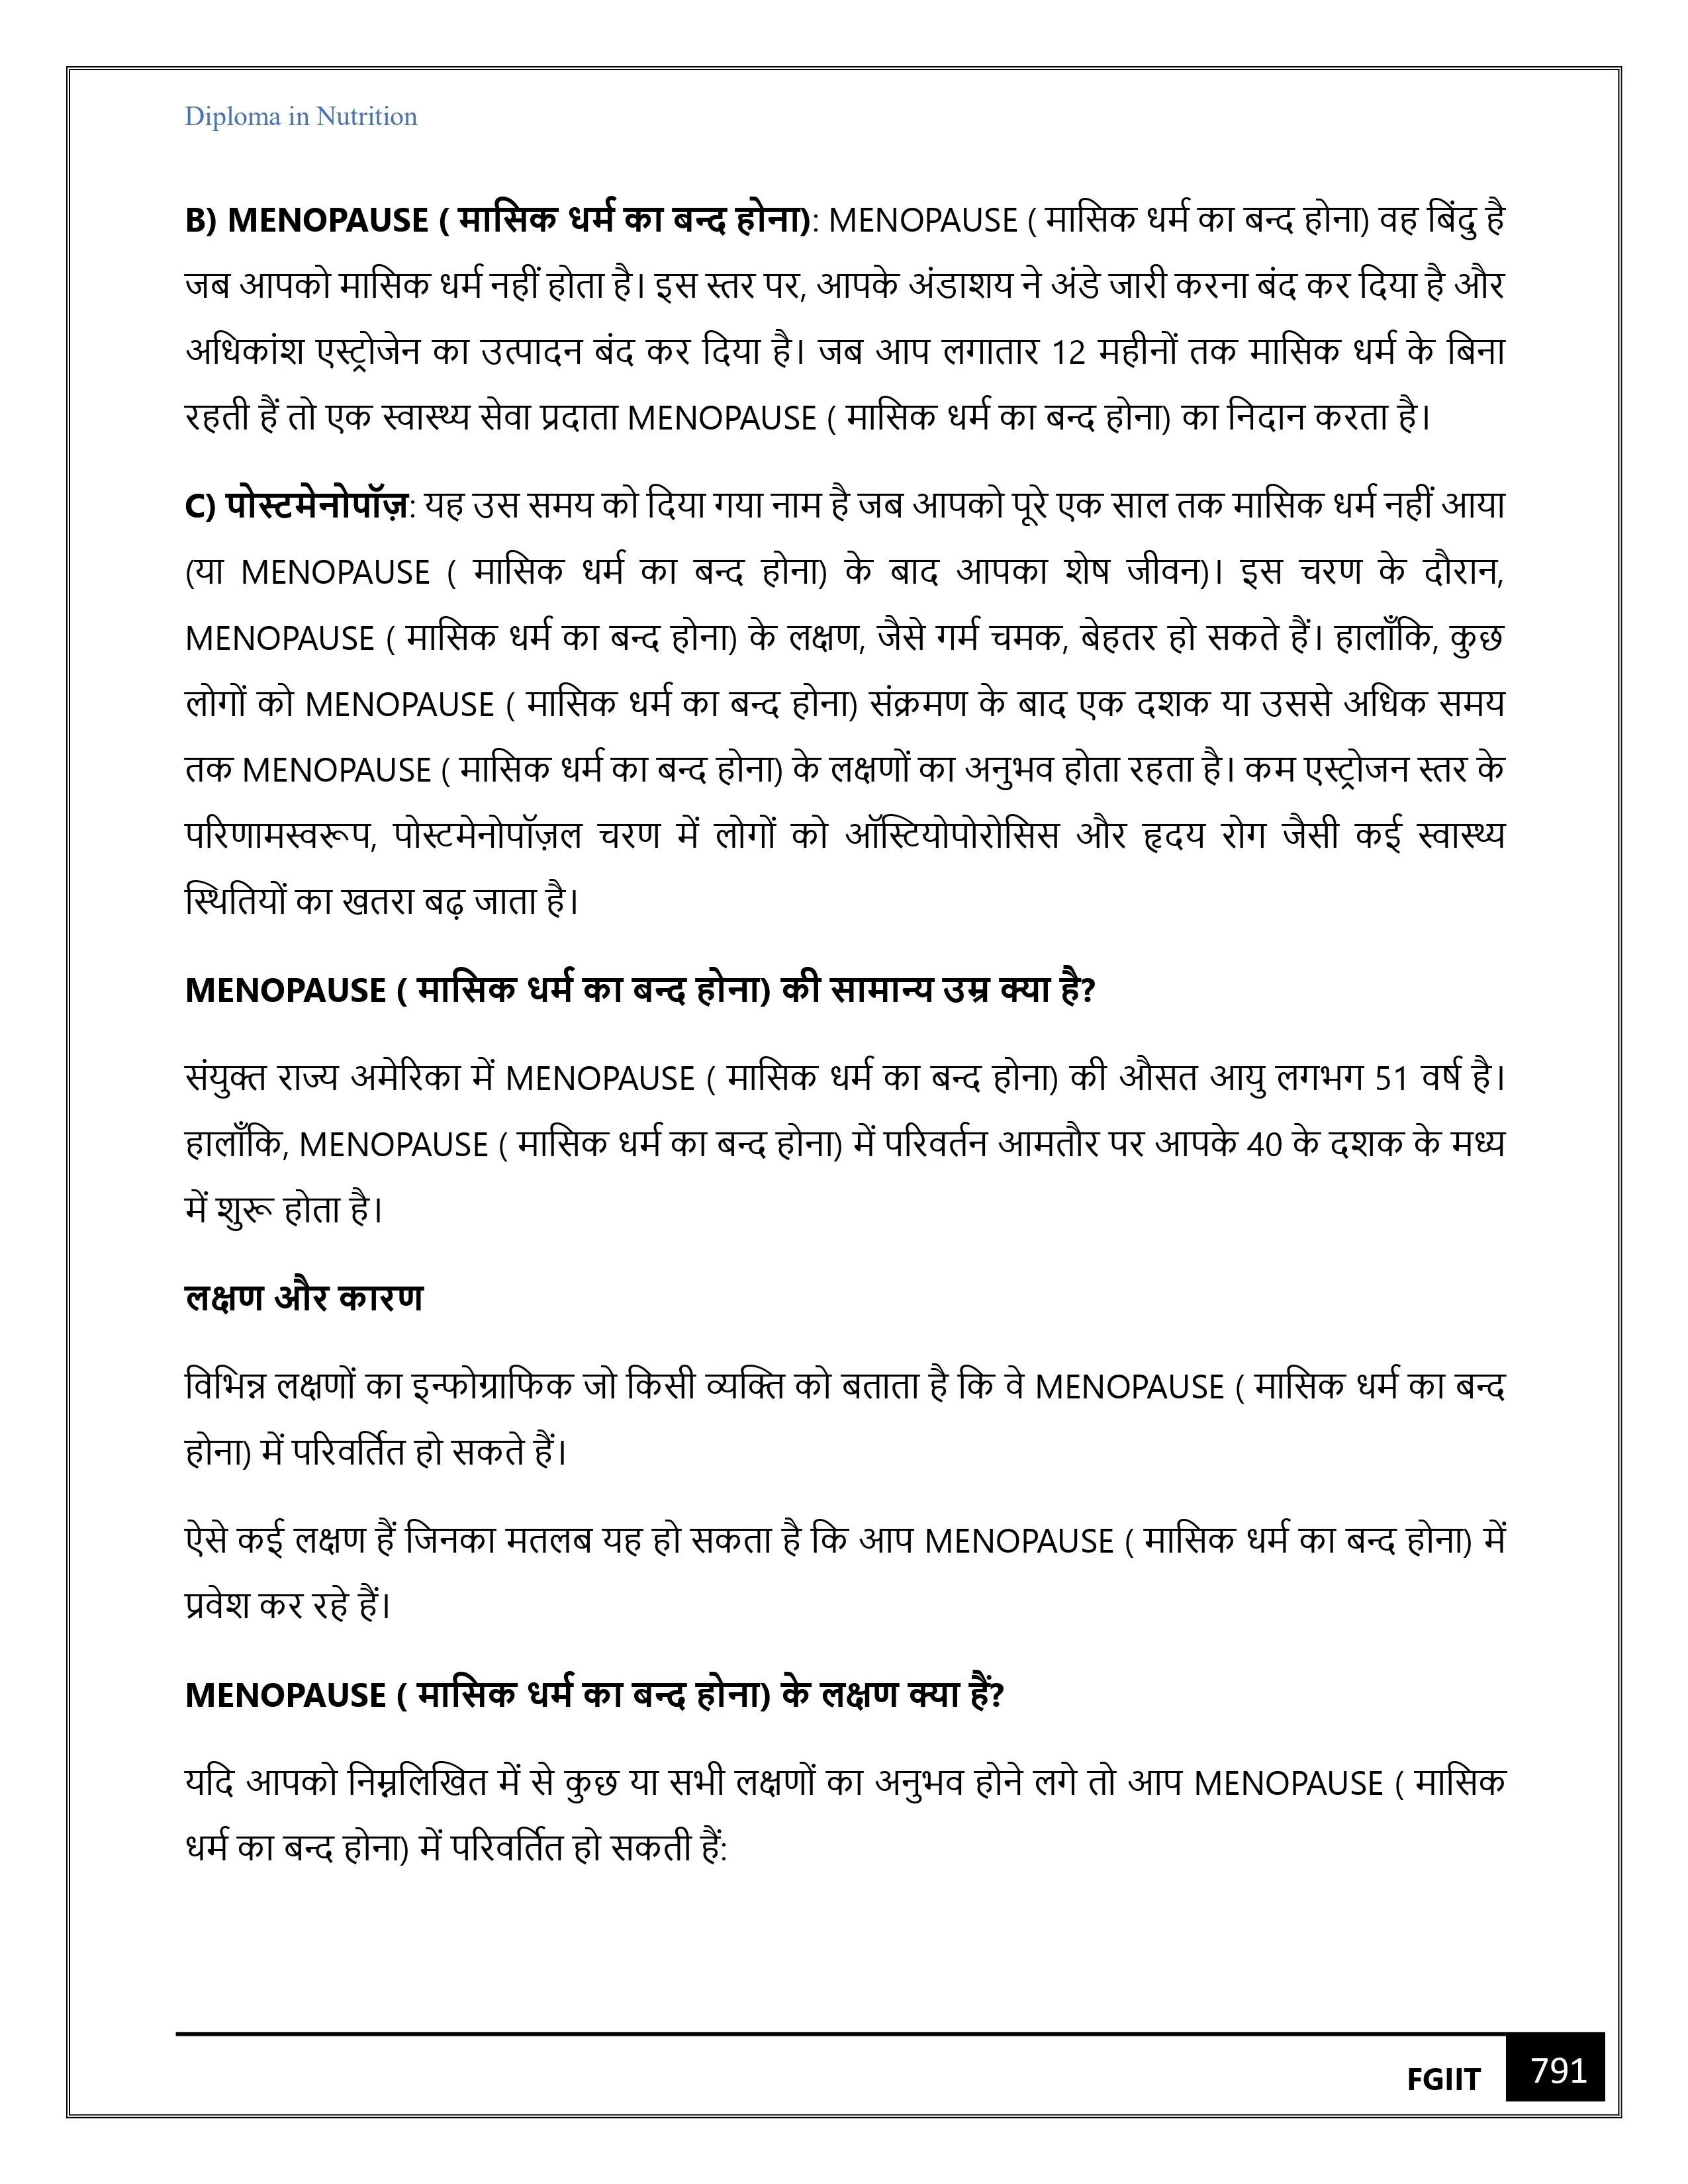 Diploma in Nutrition
B) MENOPAUSE ( मासिक धर्म का बन्द होना): MENOPAUSE ( मासिक धर्म का बन्द होना) वह बिंदु है
जब आपको मासिक धर्म नहीं होता है। इस स्तर पर, आपके अंडाशय ने अंडे जारी करना बंद कर दिया है और
अधिकांश एस्ट्रोजेन का उत्पादन बंद कर दिया है। जब आप लगातार 12 महीनों तक मासिक धर्म के बिना
रहती हैं तो एक स्वास्थ्य सेवा प्रदाता MENOPAUSE ( मासिक धर्म का बन्द होना) का निदान करता है।
C) पोस्टमेनोपॉज़: यह उस समय को दिया गया नाम है जब आपको पूरे एक साल तक मासिक धर्म नहीं आया
(या MENOPAUSE ( मासिक धर्म का बन्द होना) के बाद आपका शेष जीवन)। इस चरण के दौरान,
MENOPAUSE ( मासिक धर्म का बन्द होना) के लक्षण, जैसे गर्म चमक, बेहतर हो सकते हैं। हालाँकि, कुछ
लोगों को MENOPAUSE ( मासिक धर्म का बन्द होना) संक्रमण के बाद एक दशक या उससे अधिक समय
तक MENOPAUSE ( मासिक धर्म का बन्द होना) के लक्षणों का अनुभव होता रहता है। कम एस्ट्रोजन स्तर के
परिणामस्वरूप, पोस्टमेनोपॉज़ल चरण में लोगों को ऑस्टियोपोरोसिस और हृदय रोग जैसी कई स्वास्थ्य
स्थितियों का खतरा बढ़ जाता है।
MENOPAUSE ( मासिक धर्म का बन्द होना) की सामान्य उम्र क्या है?
संयुक्त राज्य अमेरिका में MENOPAUSE ( मासिक धर्म का बन्द होना) की औसत आयु लगभग 51 वर्ष है।
हालाँकि, MENOPAUSE ( मासिक धर्म का बन्द होना) में परिवर्तन आमतौर पर आपके 40 के दशक के मध्य
में शुरू होता है।
लक्षण और कारण
विभिन्न लक्षणों का इन्फोग्राफिक जो किसी व्यक्ति को बताता है कि वे MENOPAUSE ( मासिक धर्म का बन्द
होना) में परिवर्तित हो सकते हैं।
ऐसे कई लक्षण हैं जिनका मतलब यह हो सकता है कि आप MENOPAUSE ( मासिक धर्म का बन्द होना) में
प्रवेश कर रहे हैं।
MENOPAUSE ( मासिक धर्म का बन्द होना) के लक्षण क्या हैं?
यदि आपको निम्नलिखित में से कुछ या सभी लक्षणों का अनुभव होने लगे तो आप MENOPAUSE ( मासिक
धर्म का बन्द होना) में परिवर्तित हो सकती हैं:
FGIIT 791